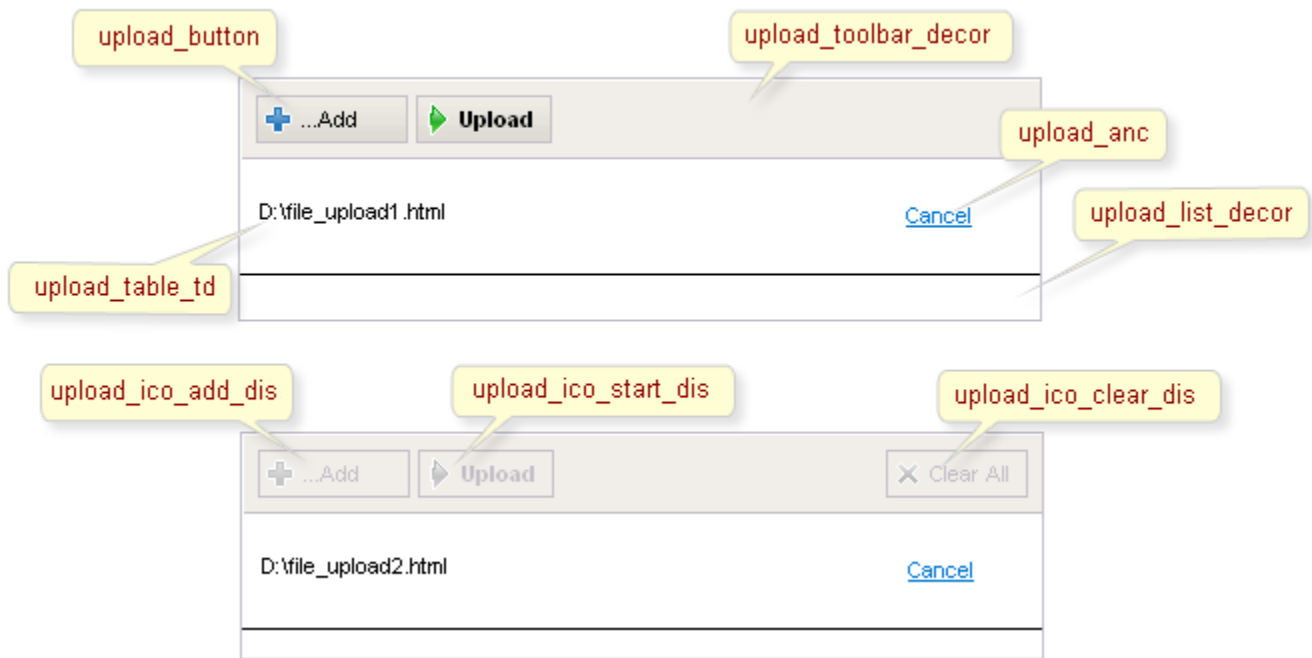 upload_button
upload_toolbar_decor
...Add
Upload
upload_anc
D:\file_upload1.html
Cancel
upload_list_decor
upload_table_td
upload_ico_add_dis
upload_ico_start_dis
upload_ico_clear_dis
...Add
Upload
Clear All
D:\file_upload2.html
Cancel